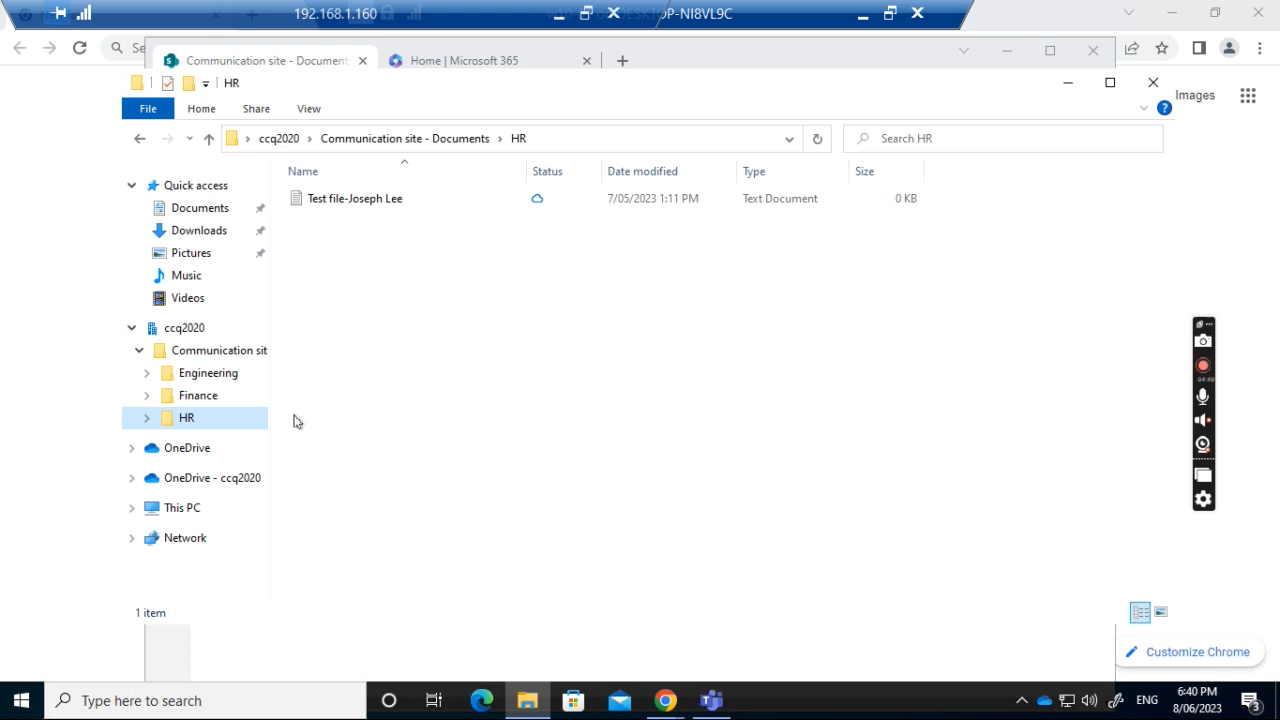 192.168.1.160
DESKTOP-NI8VL9C
Se
Communication site - Document
Home | Microsoft 365
HR
Images
File
Home
Share
View
ccq2020
Communication site - Documents
HR
Search HR
Name
Status
Date modified
Type
Size
Test file-Joseph Lee
7/05/2023 1:11 PM
Text Document
0 KB
Quick access
Documents
Downloads
Pictures
Music
Videos
ccq2020
Communication sit
Engineering
Finance
HR
OneDrive
OneDrive - ccq2020
This PC
Network
04:49
1 item
Customize Chrome
Type here to search
ENG
6:40 PM
8/06/2023
3